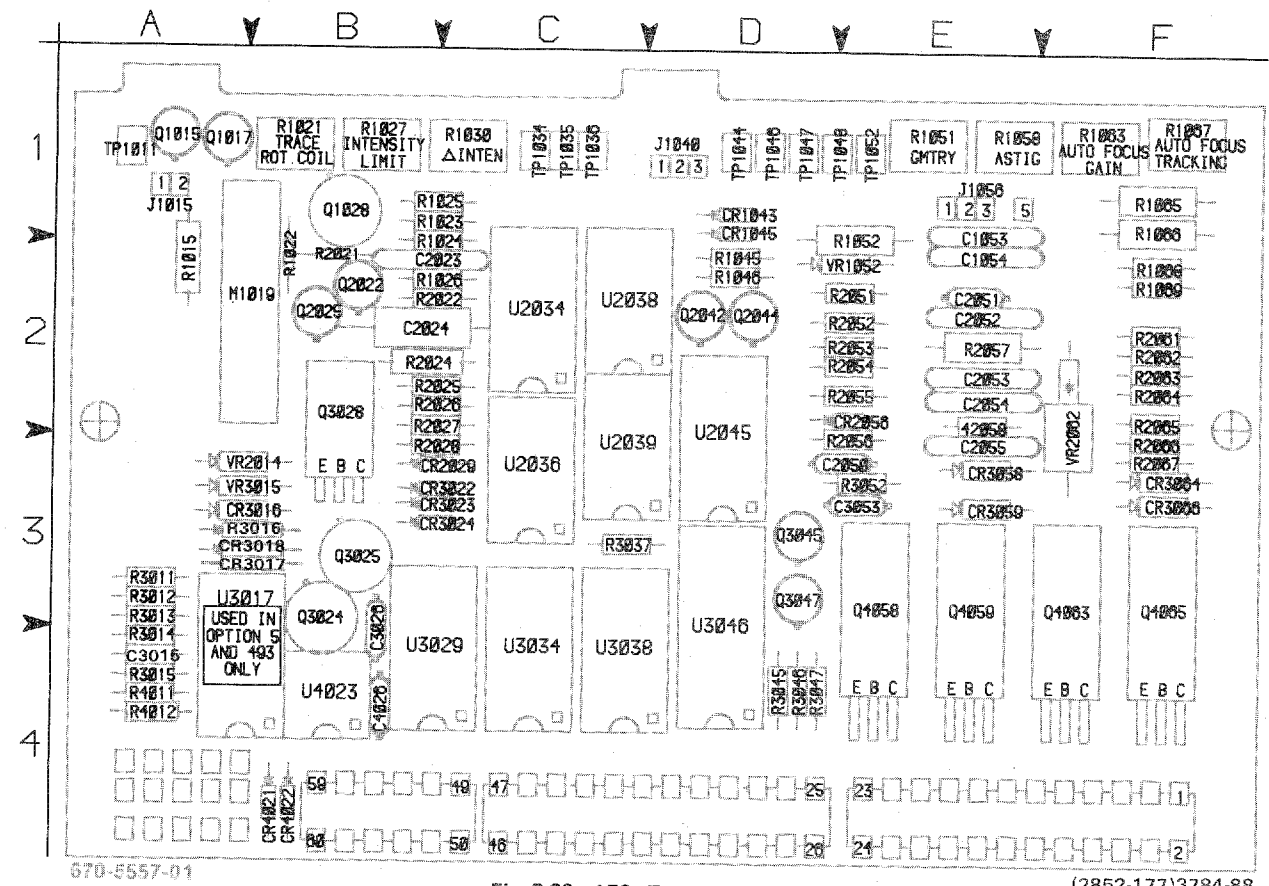 A B C D E F
1
TP1011
Q1015
Q1017
R1021
TRACE
ROT.COIL
R1027
INTENSITY
LIMIT
R1030
ΔINTEN
TP1034
TP1035
TP1036
J1040
1 2 3
TP1044
TP1046
TP1047
TP1048
TP1052
R1051
GMTRY
R1058
ASTIG
R1063
AUTO FOCUS
GAIN
R1067
AUTO FOCUS
TRACKING
1 2
J1015
R1015
M1019
R1022
Q1028
R2021
Q2022
Q2025
R1025
R1023
R1024
C2023
R1026
R2022
C2024
R2024
U2034
U2038
CR1043
CR1045
R1045
R1046
Q2042
Q2044
R1052
VR1052
R2051
R2052
R2053
R2054
R2055
CR2056
R2056
C2050
R3052
C3053
J1056
1 2 3 5
C1053
C1054
C2051
C2052
R2057
C2053
C2054
42059
C2055
CR3058
CR3059
R1065
R1066
R1068
R1069
2
R2061
R2062
R2063
R2064
R2065
R2066
R2067
CR3064
CR3066
VR2062
Q3028
E B C
R2025
R2026
R2027
R2028
CR2029
CR3022
CR3023
CR3024
U2036
U2039
U2045
VR2014
VR3015
CR3016
R3016
CR3018
CR3017
3
Q3025
R3037
Q3045
Q3047
R3011
R3012
R3013
R3014
C3015
R3015
R4011
R4012
U3017
USED IN
OPTION 5
AND 493
ONLY
Q3024
C3026
U4023
C4026
U3029
U3034
U3038
U3046
R3045
R3046
R3047
Q4058
E B C
Q4059
E B C
Q4063
E B C
Q4065
E B C
4
CR4021
CR4022
59 49 47 25 23 1
60 50 46 26 24 2
670-5557-01
(2852-177)3784-88